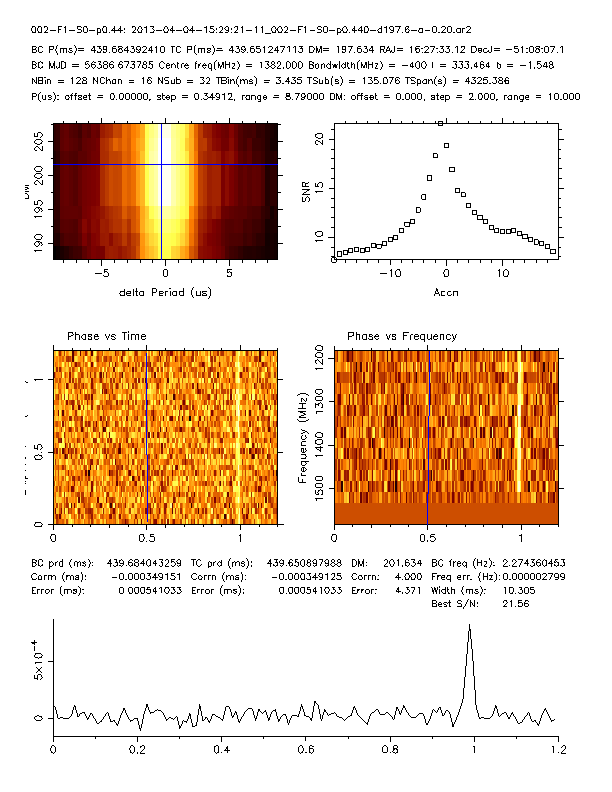 002-F1-S0-p0.44: 2013-04-04-15:29:21-11_002-F1-S0-p0.440-d197.6-a-0.20.ar2
BC P(ms)= 439.684392410 TC P(ms)= 439.651247113 DM= 197.634 RAJ= 16:27:33.12 DecJ= -51:08:07.1
BC MJD = 56386.673785 Centre freq(MHz) = 1382.000 Bandwidth(MHz) = -400 l = 333.464 b = -1.548
NBin = 128 NChan = 16 NSub = 32 TBin(ms) = 3.435 TSub(s) = 135.076 TSpan(s) = 4325.386
P(us): offset = 0.00000, step = 0.34912, range = 8.79000 DM: offset = 0.000, step = 2.000, range = 10.000
190 195 200 205
-5 0 5
delta Period (us)
SNR
10 15 20
-10 0 10
Accn
Phase vs Time
0 0.5 1
0 0.5 1
Phase vs Frequency
Frequency (MHz)
1200 1300 1400 1500
0 0.5 1
BC prd (ms): 439.684043259 TC prd (ms): 439.650897988 DM: 201.634 BC freq (Hz): 2.274360453
Corrn (ms): -0.000349151 Corrn (ms): -0.000349125 Corrn: 4.000 Freq err. (Hz): 0.000002799
Error (ms): 0.000541033 Error (ms): 0.000541033 Error: 4.371 Width (ms): 10.305
Best S/N: 21.56
0 5×10⁻⁴
0 0.2 0.4 0.6 0.8 1 1.2